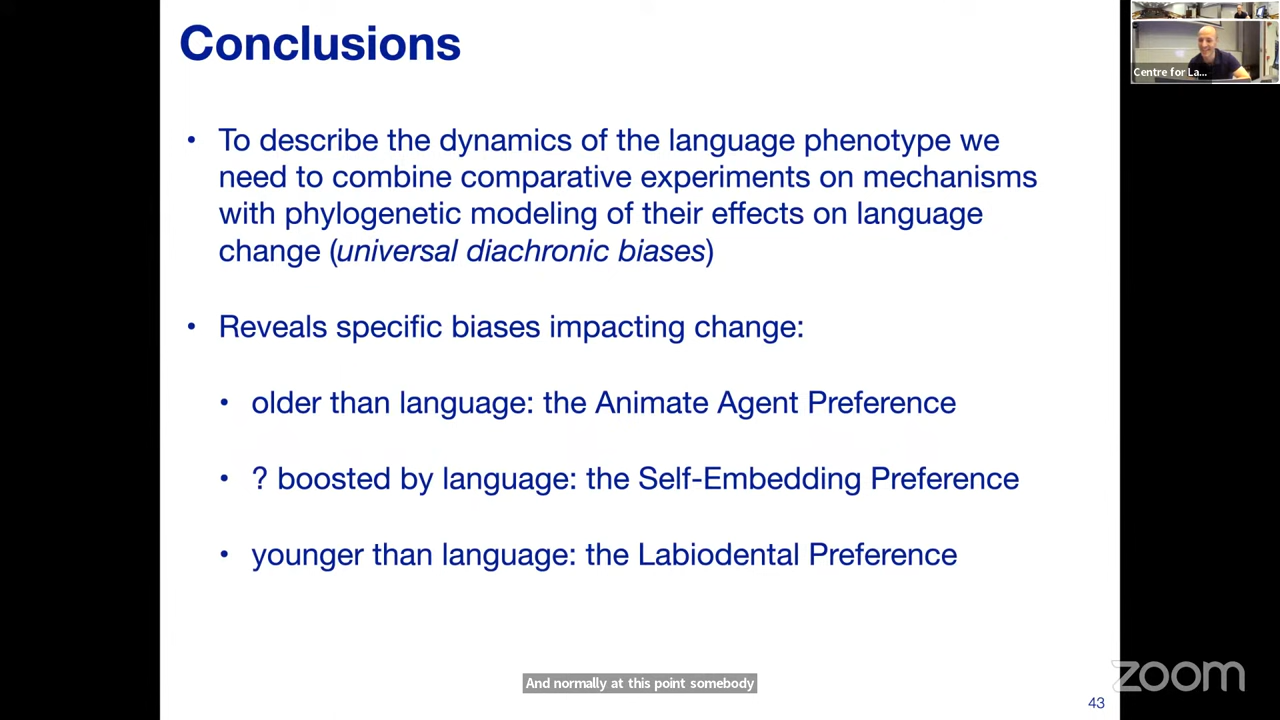 Conclusions
• To describe the dynamics of the language phenotype we
need to combine comparative experiments on mechanisms
with phylogenetic modeling of their effects on language
change (universal diachronic biases)
• Reveals specific biases impacting change:
• older than language: the Animate Agent Preference
• ? boosted by language: the Self-Embedding Preference
• younger than language: the Labiodental Preference
And normally at this point somebody
43
zoom
Centre for La...